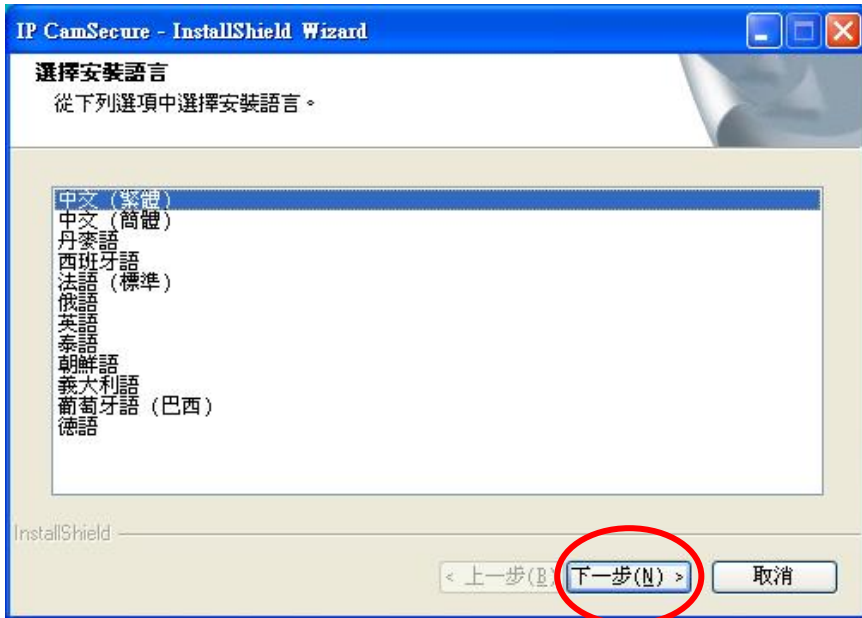 IP CamSecure - InstallShield Wizard
選擇安裝語言
從下列選項中選擇安裝語言。
中文 (繁體)
中文 (簡體)
丹麥語
西班牙語
法語 (標準)
俄語
英語
泰語
朝鮮語
義大利語
葡萄牙語 (巴西)
德語
InstallShield
< 上一步(B) 下一步(N) > 取消